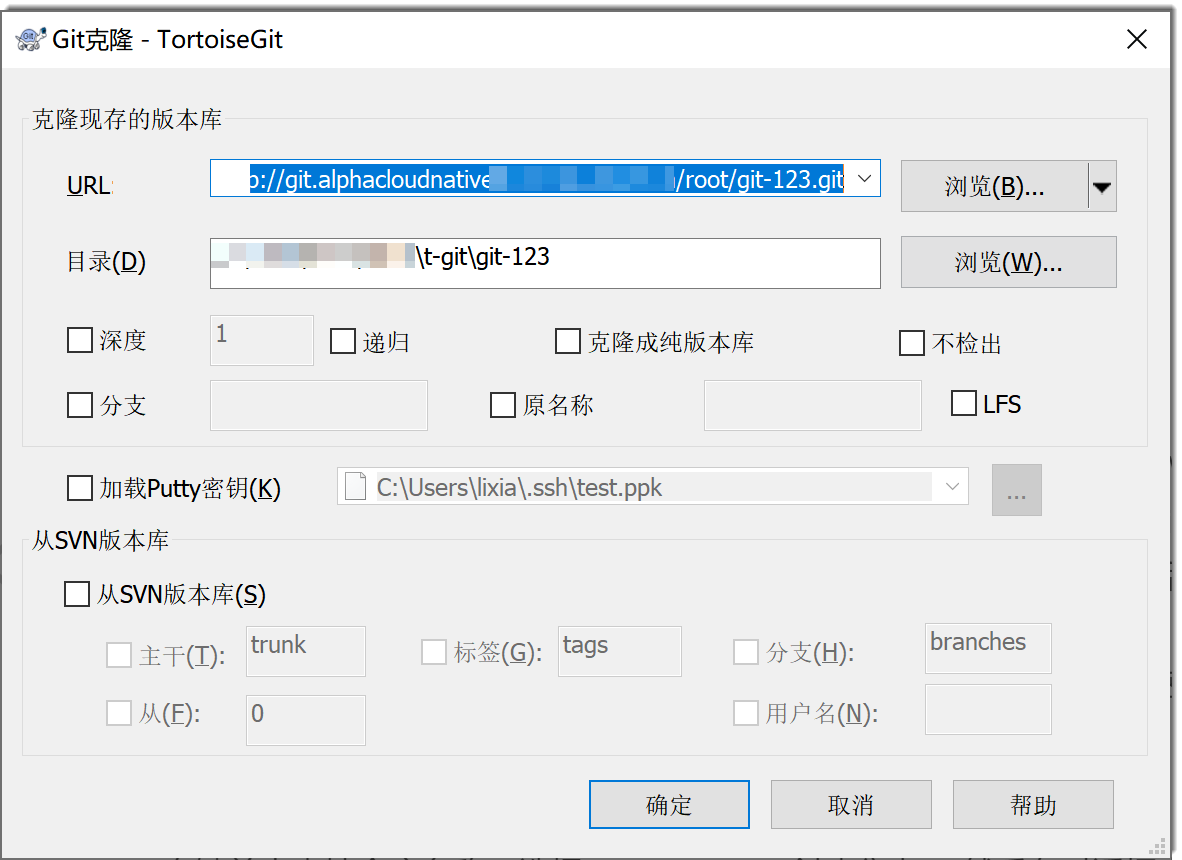 Git克隆 - TortoiseGit
克隆现存的版本库
URL:
p://git.alphacloudnative
/root/git-123.git
浏览(B)...
目录(D)
\t-git\git-123
浏览(W)...
深度
1
递归
克隆成纯版本库
不检出
分支
原名称
LFS
加载Putty密钥(K)
C:\Users\lixia\.ssh\test.ppk
...
从SVN版本库
从SVN版本库(S)
主干(T):
trunk
标签(G):
tags
分支(H):
branches
从(F):
0
用户名(N):
确定
取消
帮助